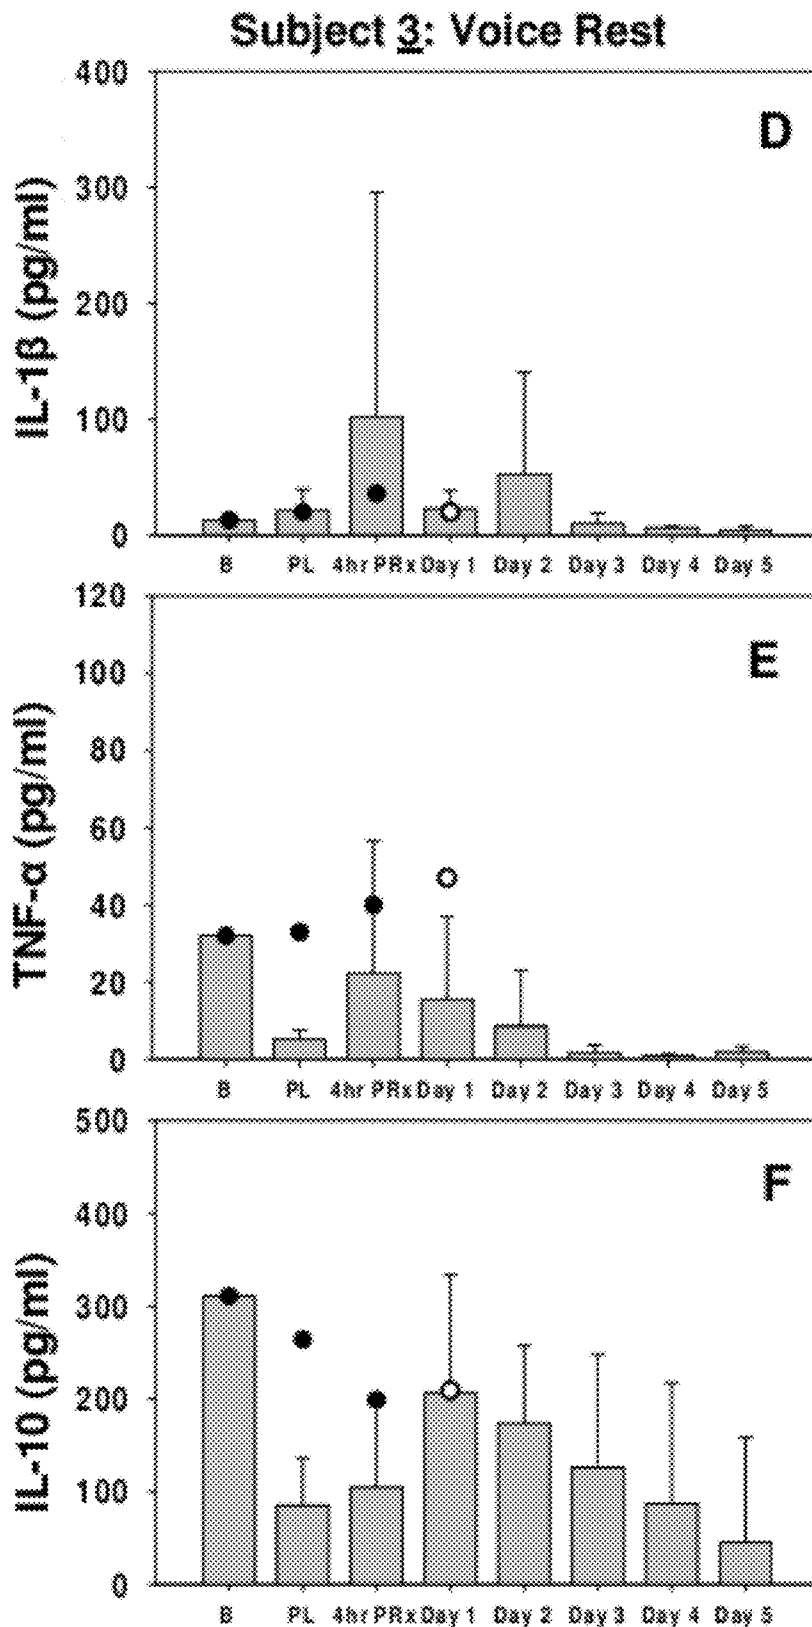 Subject 3: Voice Rest
D
IL-1β (pg/ml)
400
300
200
100
0
B PL 4hr PRx Day 1 Day 2 Day 3 Day 4 Day 5
E
TNF-α (pg/ml)
120
100
80
60
40
20
0
B PL 4hr PRx Day 1 Day 2 Day 3 Day 4 Day 5
F
IL-10 (pg/ml)
500
400
300
200
100
0
B PL 4hr PRx Day 1 Day 2 Day 3 Day 4 Day 5